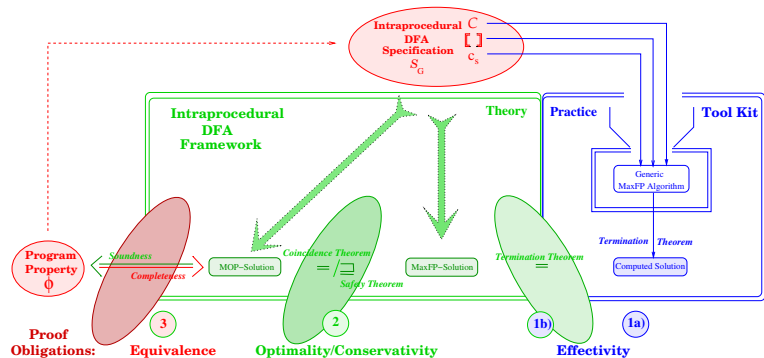 Intraprocedural C
DFA [ ]
Specification c_s
S_G
Intraprocedural
DFA
Framework
Theory
Practice
Tool Kit
Generic
MaxFP Algorithm
Termination Theorem
Computed Solution
Program
Property
ϕ
Soundness
Completeness
MOP−Solution
Coincidence Theorem
= /⊒
Safety Theorem
MaxFP−Solution
Termination Theorem
=
3
2
1b)
1a)
Proof
Obligations:
Equivalence
Optimality/Conservativity
Effectivity